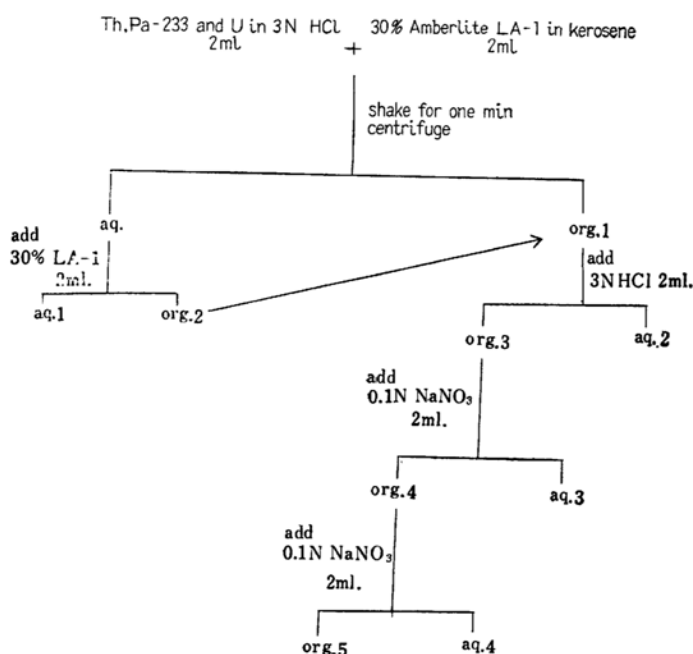 Th, Pa-233 and U in 3N HCl 30% Amberlite LA-1 in kerosene
2ml + 2ml
shake for one min
centrifuge
aq.
org.1
add
30% LA-1
2ml.
add
3N HCl 2ml.
aq.1 org.2
org.3 aq.2
add
0.1N NaNO₃
2ml.
org.4 aq.3
add
0.1N NaNO₃
2ml.
org.5 aq.4